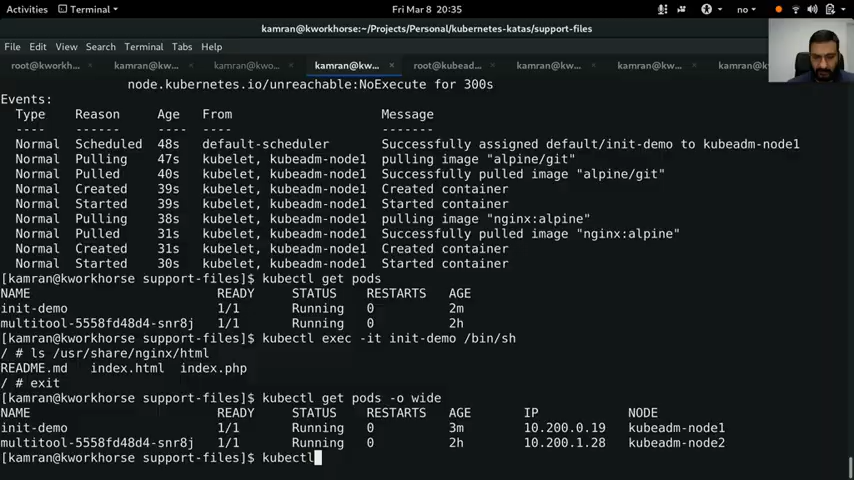 Activities Terminal Fri Mar 8 20:35 no
kamran@kworkhorse:~/Projects/Personal/kubernetes-katas/support-files
File Edit View Search Terminal Tabs Help
root@kworkh... × kamran@kw... × kamran@kwo... × kamran@kw... × root@kubead... × kamran@kw... × kamran@kw... × kamran@kw
node.kubernetes.io/unreachable:NoExecute for 300s
Events:
Type Reason Age From Message
---- ------ ---- ---- -------
Normal Scheduled 48s default-scheduler Successfully assigned default/init-demo to kubeadm-node1
Normal Pulling 47s kubelet, kubeadm-node1 pulling image "alpine/git"
Normal Pulled 40s kubelet, kubeadm-node1 Successfully pulled image "alpine/git"
Normal Created 39s kubelet, kubeadm-node1 Created container
Normal Started 39s kubelet, kubeadm-node1 Started container
Normal Pulling 38s kubelet, kubeadm-node1 pulling image "nginx:alpine"
Normal Pulled 31s kubelet, kubeadm-node1 Successfully pulled image "nginx:alpine"
Normal Created 31s kubelet, kubeadm-node1 Created container
Normal Started 30s kubelet, kubeadm-node1 Started container
[kamran@kworkhorse support-files]$ kubectl get pods
NAME READY STATUS RESTARTS AGE
init-demo 1/1 Running 0 2m
multitool-5558fd48d4-snr8j 1/1 Running 0 2h
[kamran@kworkhorse support-files]$ kubectl exec -it init-demo /bin/sh
/ # ls /usr/share/nginx/html
README.md index.html index.php
/ # exit
[kamran@kworkhorse support-files]$ kubectl get pods -o wide
NAME READY STATUS RESTARTS AGE IP NODE
init-demo 1/1 Running 0 3m 10.200.0.19 kubeadm-node1
multitool-5558fd48d4-snr8j 1/1 Running 0 2h 10.200.1.28 kubeadm-node2
[kamran@kworkhorse support-files]$ kubectl